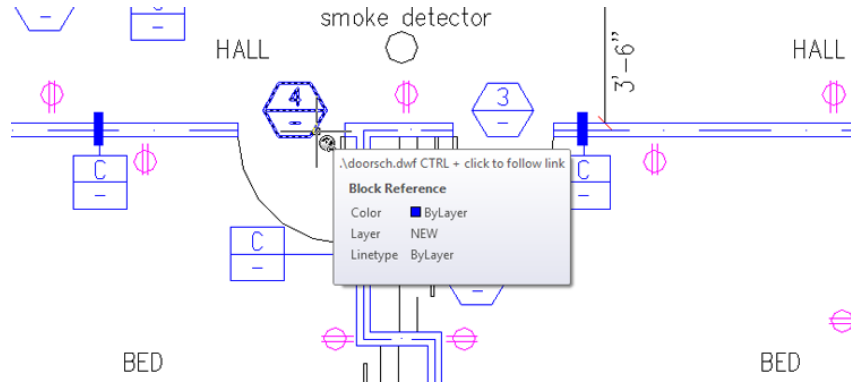 smoke detector
HALL
HALL
3'-6"
4
-
3
-
C
-
C
-
C
-
.\doorsch.dwf CTRL + click to follow link
Block Reference
Color ByLayer
Layer NEW
Linetype ByLayer
BED
BED